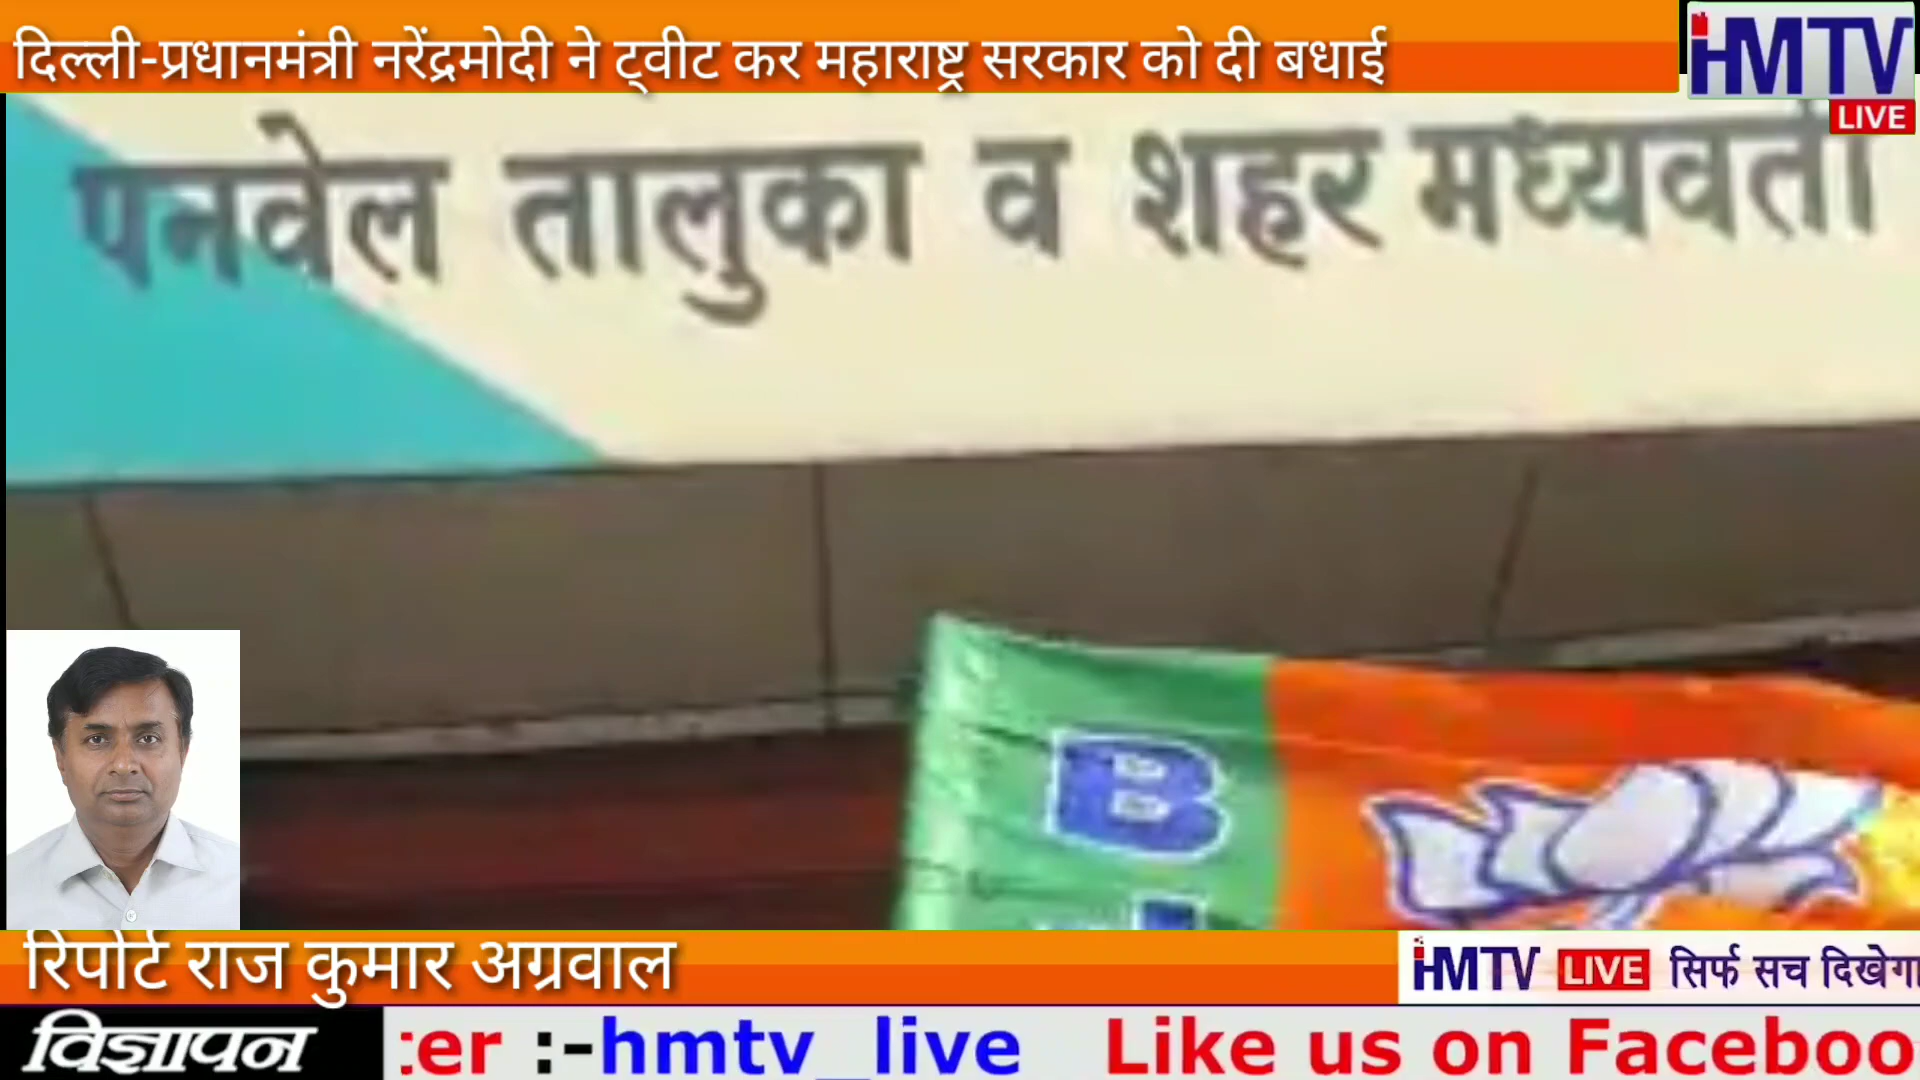 दिल्ली-प्रधानमंत्री नरेंद्रमोदी ने ट्वीट कर महाराष्ट्र सरकार को दी बधाई
HMTV
LIVE
पनवेल तालुका व शहर मध्यवर्ती
B
रिपोर्ट राज कुमार अग्रवाल
HMTV LIVE सिर्फ सच दिखेगा
विज्ञापन :er :-hmtv_live Like us on Faceboo